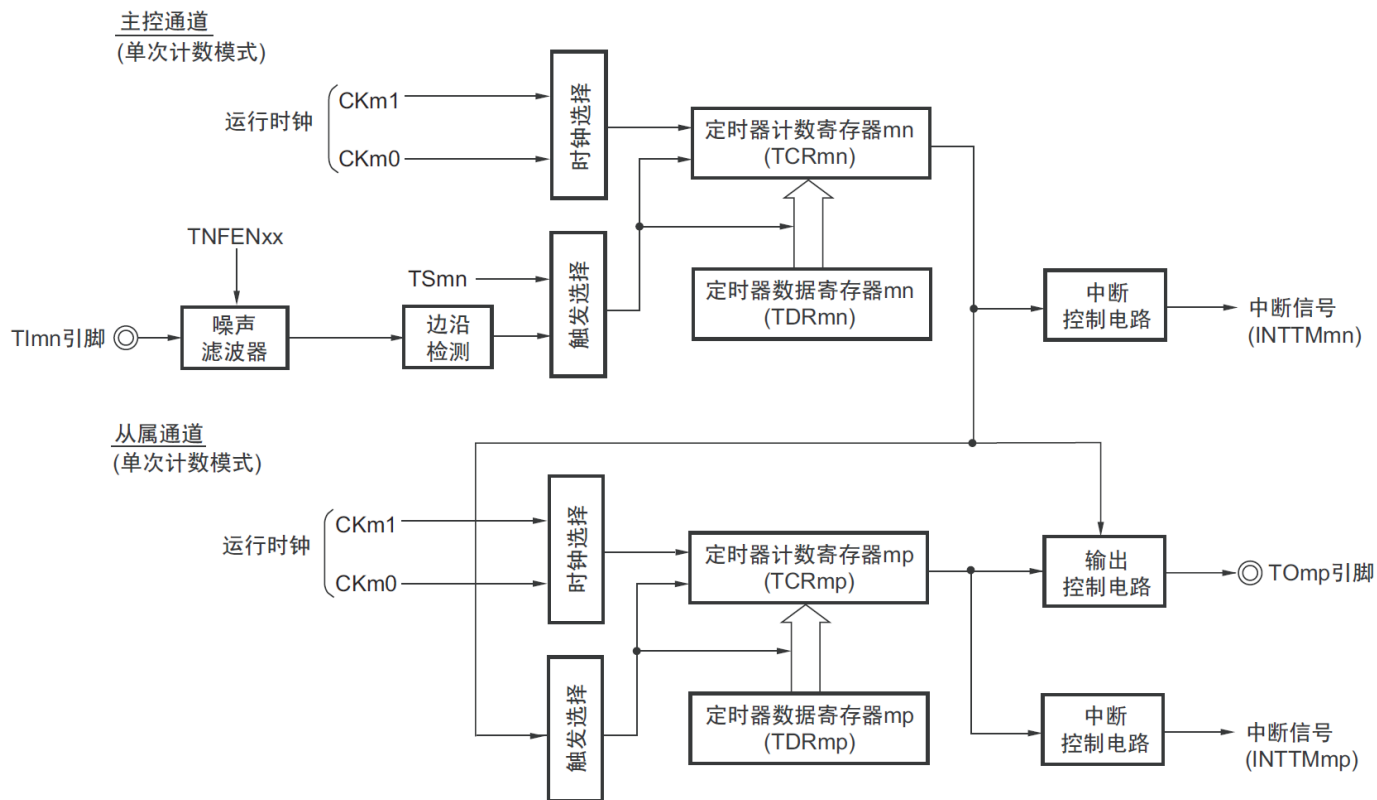 主控通道
(单次计数模式)
运行时钟
CKm1
CKm0
时钟选择
定时器计数寄存器mn
(TCRmn)
TNFENxx
TSmn
触发选择
定时器数据寄存器mn
(TDRmn)
TImn引脚
噪声
滤波器
边沿
检测
中断
控制电路
中断信号
(INTTMmn)
从属通道
(单次计数模式)
运行时钟
CKm1
CKm0
时钟选择
定时器计数寄存器mp
(TCRmp)
输出
控制电路
TOmp引脚
触发选择
定时器数据寄存器mp
(TDRmp)
中断
控制电路
中断信号
(INTTMmp)